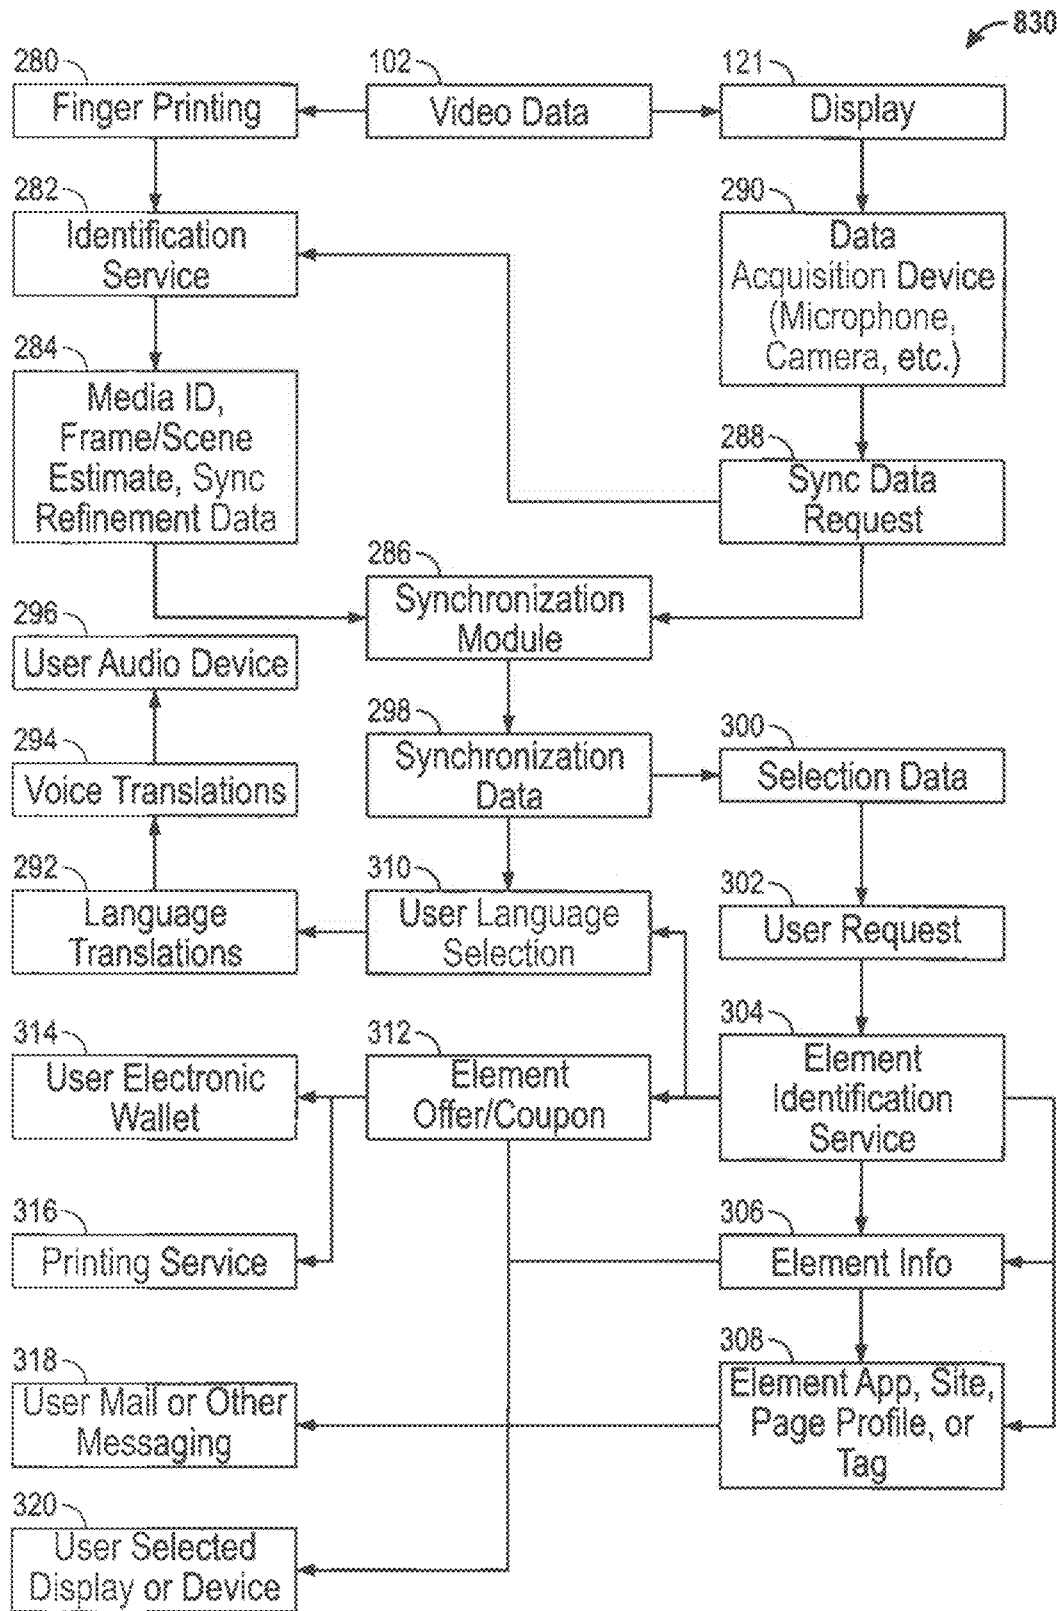 830
280
Finger Printing
102
Video Data
121
Display
282
Identification
Service
290
Data
Acquisition Device
(Microphone,
Camera, etc.)
284
Media ID,
Frame/Scene
Estimate, Sync
Refinement Data
288
Sync Data
Request
286
Synchronization
Module
296
User Audio Device
298
Synchronization
Data
300
Selection Data
294
Voice Translations
292
Language
Translations
310
User Language
Selection
302
User Request
304
Element
Identification
Service
314
User Electronic
Wallet
312
Element
Offer/Coupon
316
Printing Service
306
Element Info
308
Element App, Site,
Page Profile, or
Tag
318
User Mail or Other
Messaging
320
User Selected
Display or Device